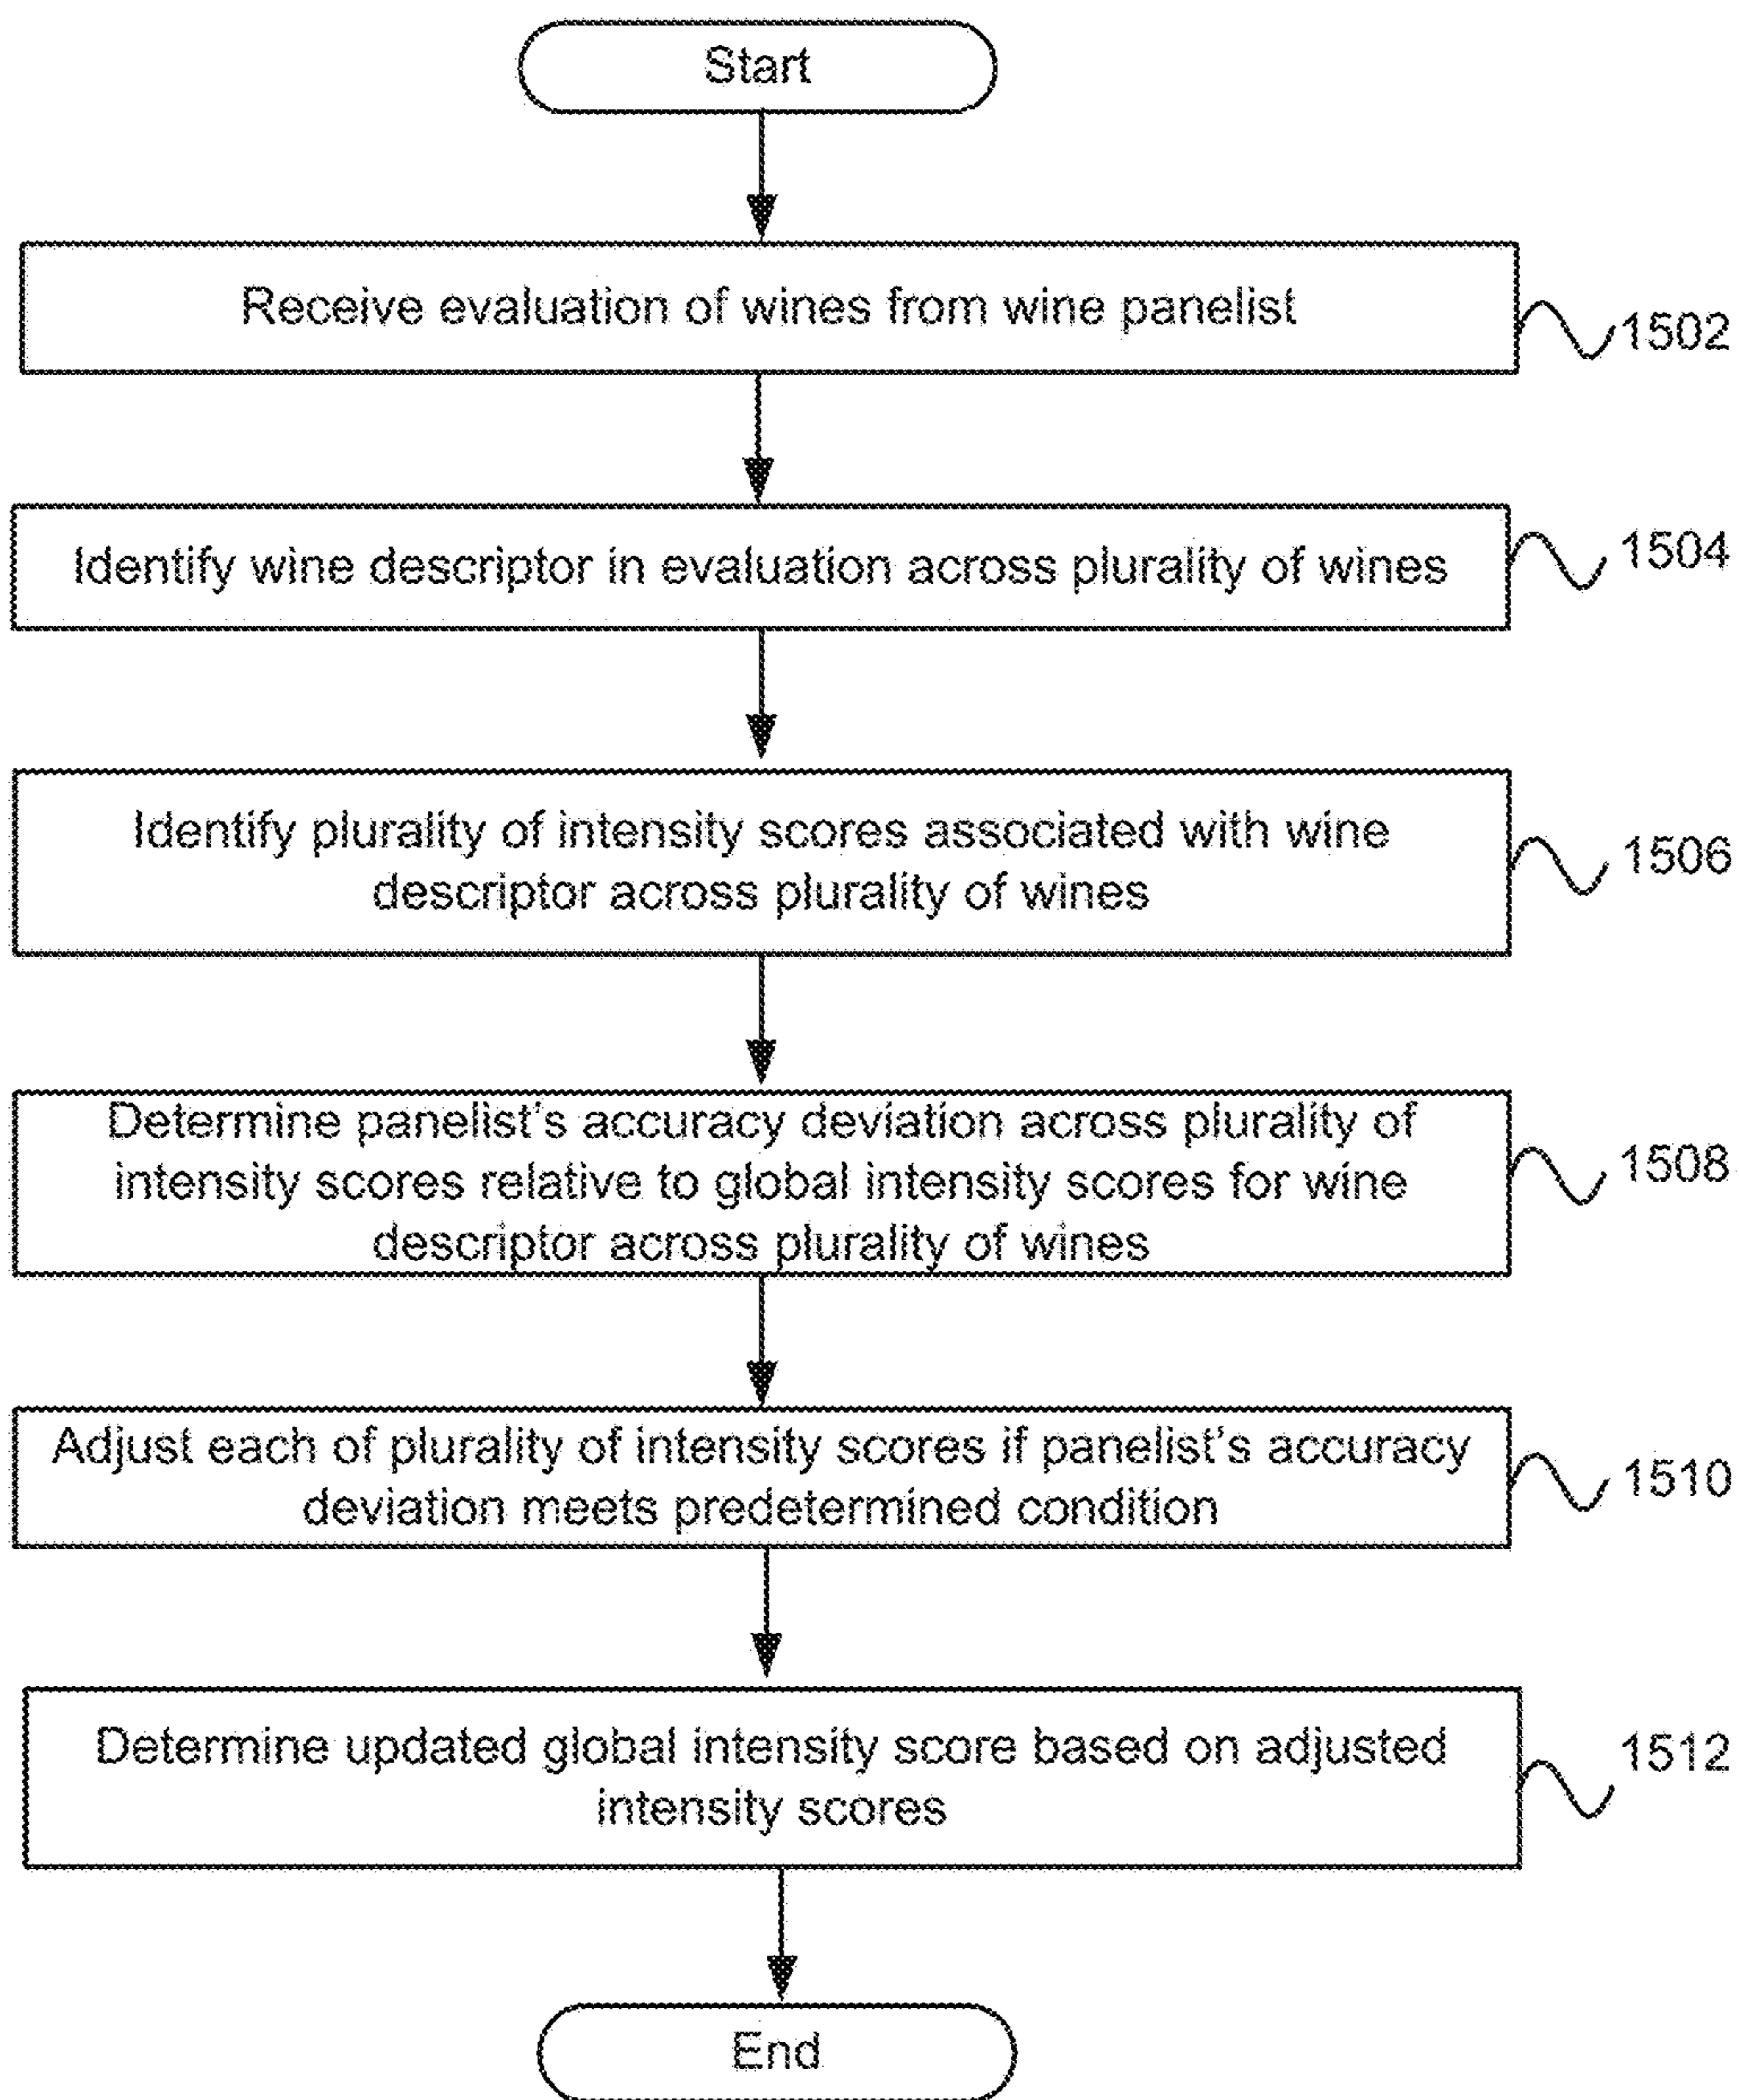 Start
Receive evaluation of wines from wine panelist
1502
Identify wine descriptor in evaluation across plurality of wines
1504
Identify plurality of intensity scores associated with wine
descriptor across plurality of wines
1506
Determine panelist's accuracy deviation across plurality of
intensity scores relative to global intensity scores for wine
descriptor across plurality of wines
1508
Adjust each of plurality of intensity scores if panelist's accuracy
deviation meets predetermined condition
1510
Determine updated global intensity score based on adjusted
intensity scores
1512
End